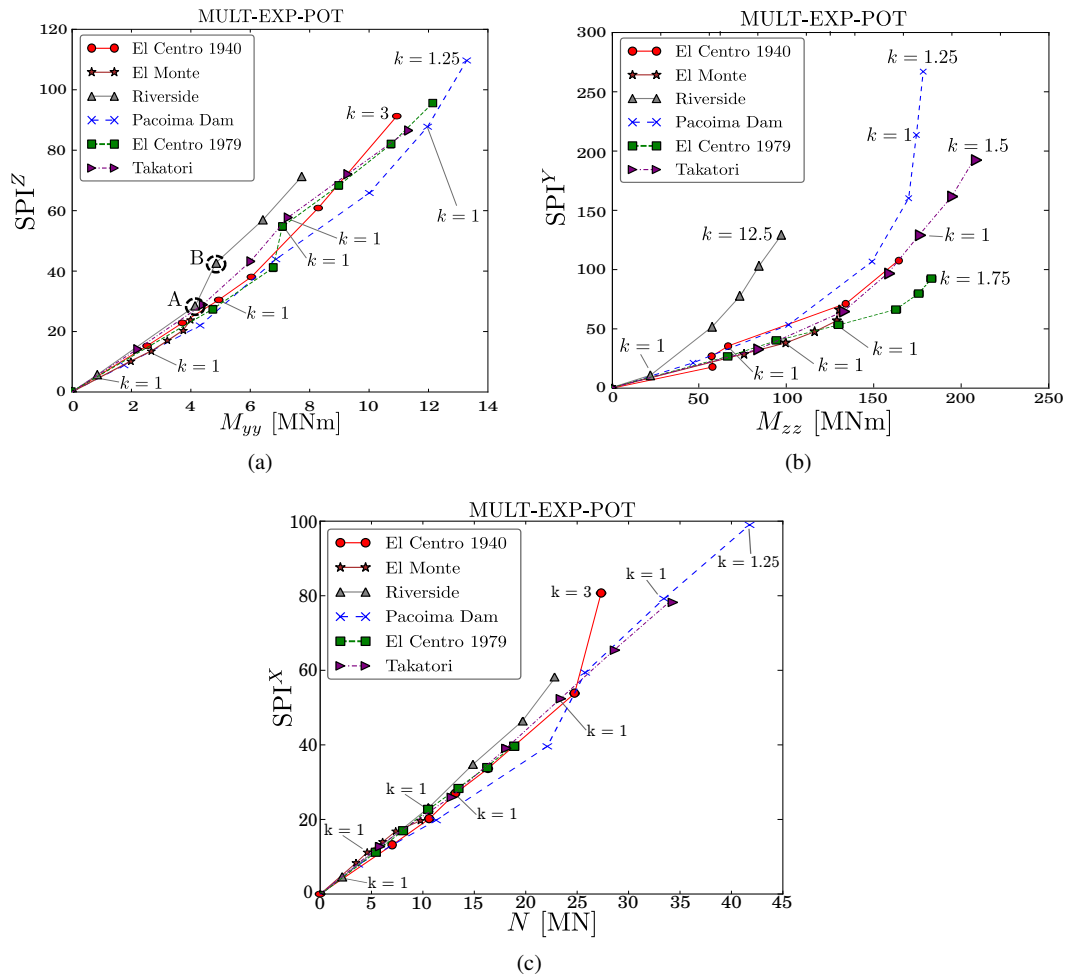 MULT-EXP-POT
El Centro 1940
El Monte
Riverside
Pacoima Dam
El Centro 1979
Takatori
k = 1.25
k = 3
k = 1
k = 1
k = 1
k = 1
k = 1
k = 1
B
A
120
100
80
60
40
20
0
0 2 4 6 8 10 12 14
SPI^Z
M_yy [MNm]
(a)
MULT-EXP-POT
El Centro 1940
El Monte
Riverside
Pacoima Dam
El Centro 1979
Takatori
k = 1.25
k = 1
k = 1.5
k = 12.5
k = 1
k = 1.75
k = 1
k = 1
k = 1
k = 1
300
250
200
150
100
50
0
0 50 100 150 200 250
SPI^Y
M_zz [MNm]
(b)
MULT-EXP-POT
El Centro 1940
El Monte
Riverside
Pacoima Dam
El Centro 1979
Takatori
k = 1.25
k = 1
k = 3
k = 1
k = 1
k = 1
k = 1
k = 1
100
80
60
40
20
0
0 5 10 15 20 25 30 35 40 45
SPI^X
N [MN]
(c)